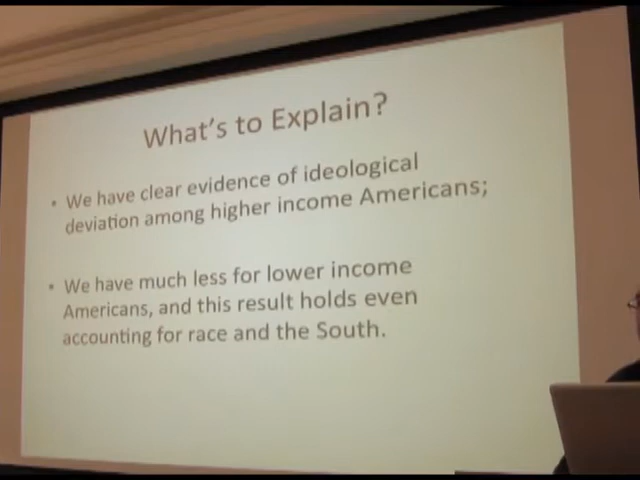 What's to Explain?
• We have clear evidence of ideological
deviation among higher income Americans;
• We have much less for lower income
Americans, and this result holds even
accounting for race and the South.